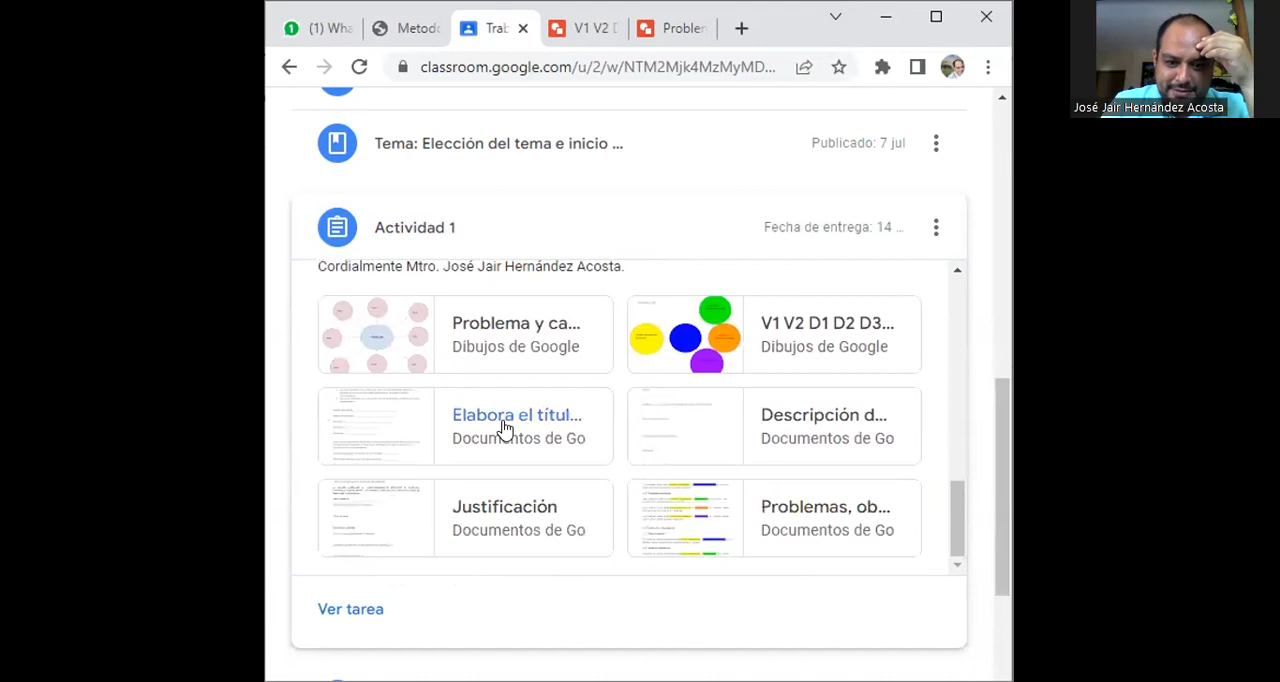 (1) Wha
Metodo
Trab
V1 V2 D
Problem
classroom.google.com/u/2/w/NTM2Mjk4MzMyMD...
José Jair Hernández Acosta
Tema: Elección del tema e inicio ...
Publicado: 7 jul
Actividad 1
Fecha de entrega: 14 ...
Cordialmente Mtro. José Jair Hernández Acosta.
Problema y ca...
Dibujos de Google
V1 V2 D1 D2 D3...
Dibujos de Google
Elabora el títul...
Documentos de Go
Descripción d...
Documentos de Go
Justificación
Documentos de Go
Problemas, ob...
Documentos de Go
Ver tarea